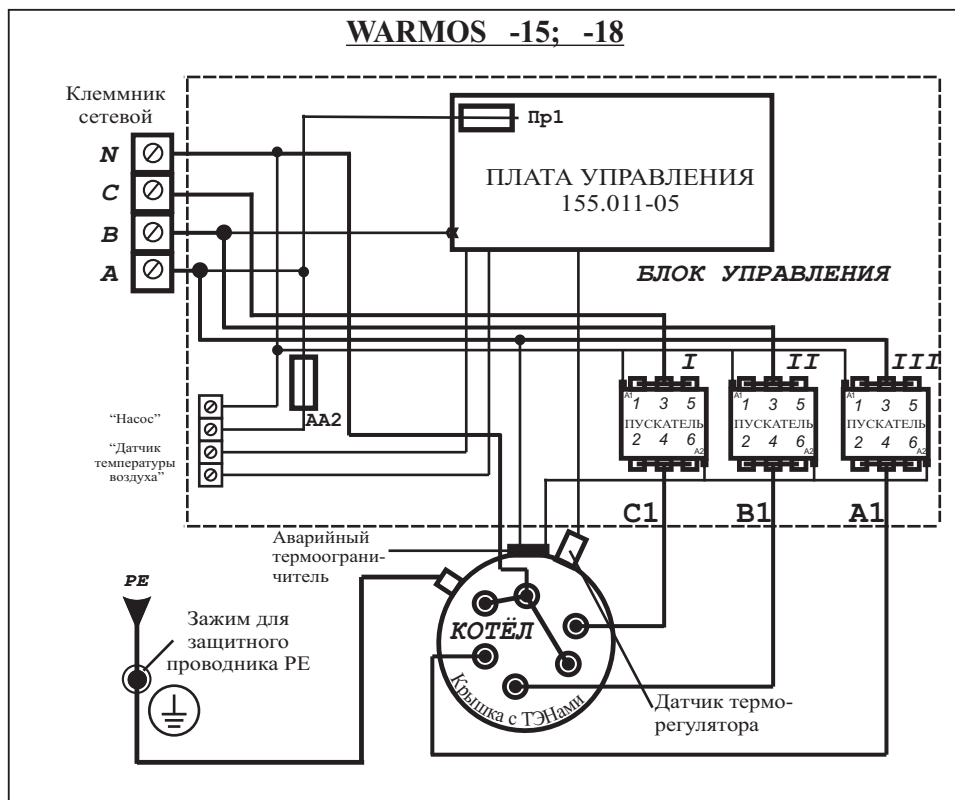 WARMOS -15; -18
Клеммник
сетевой
N
C
B
A
Пр1
ПЛАТА УПРАВЛЕНИЯ
155.011-05
БЛОК УПРАВЛЕНИЯ
I
II
III
A1
1 3 5
ПУСКАТЕЛЬ
2 4 6
A2
A1
1 3 5
ПУСКАТЕЛЬ
2 4 6
A2
A1
1 3 5
ПУСКАТЕЛЬ
2 4 6
A2
“Насос”
AA2
“Датчик
температуры
воздуха”
C1
B1
A1
Аварийный
термоограни-
читель
PE
Зажим для
защитного
проводника PE
КОТЁЛ
Крышка с ТЭНами
Датчик термо-
регулятора